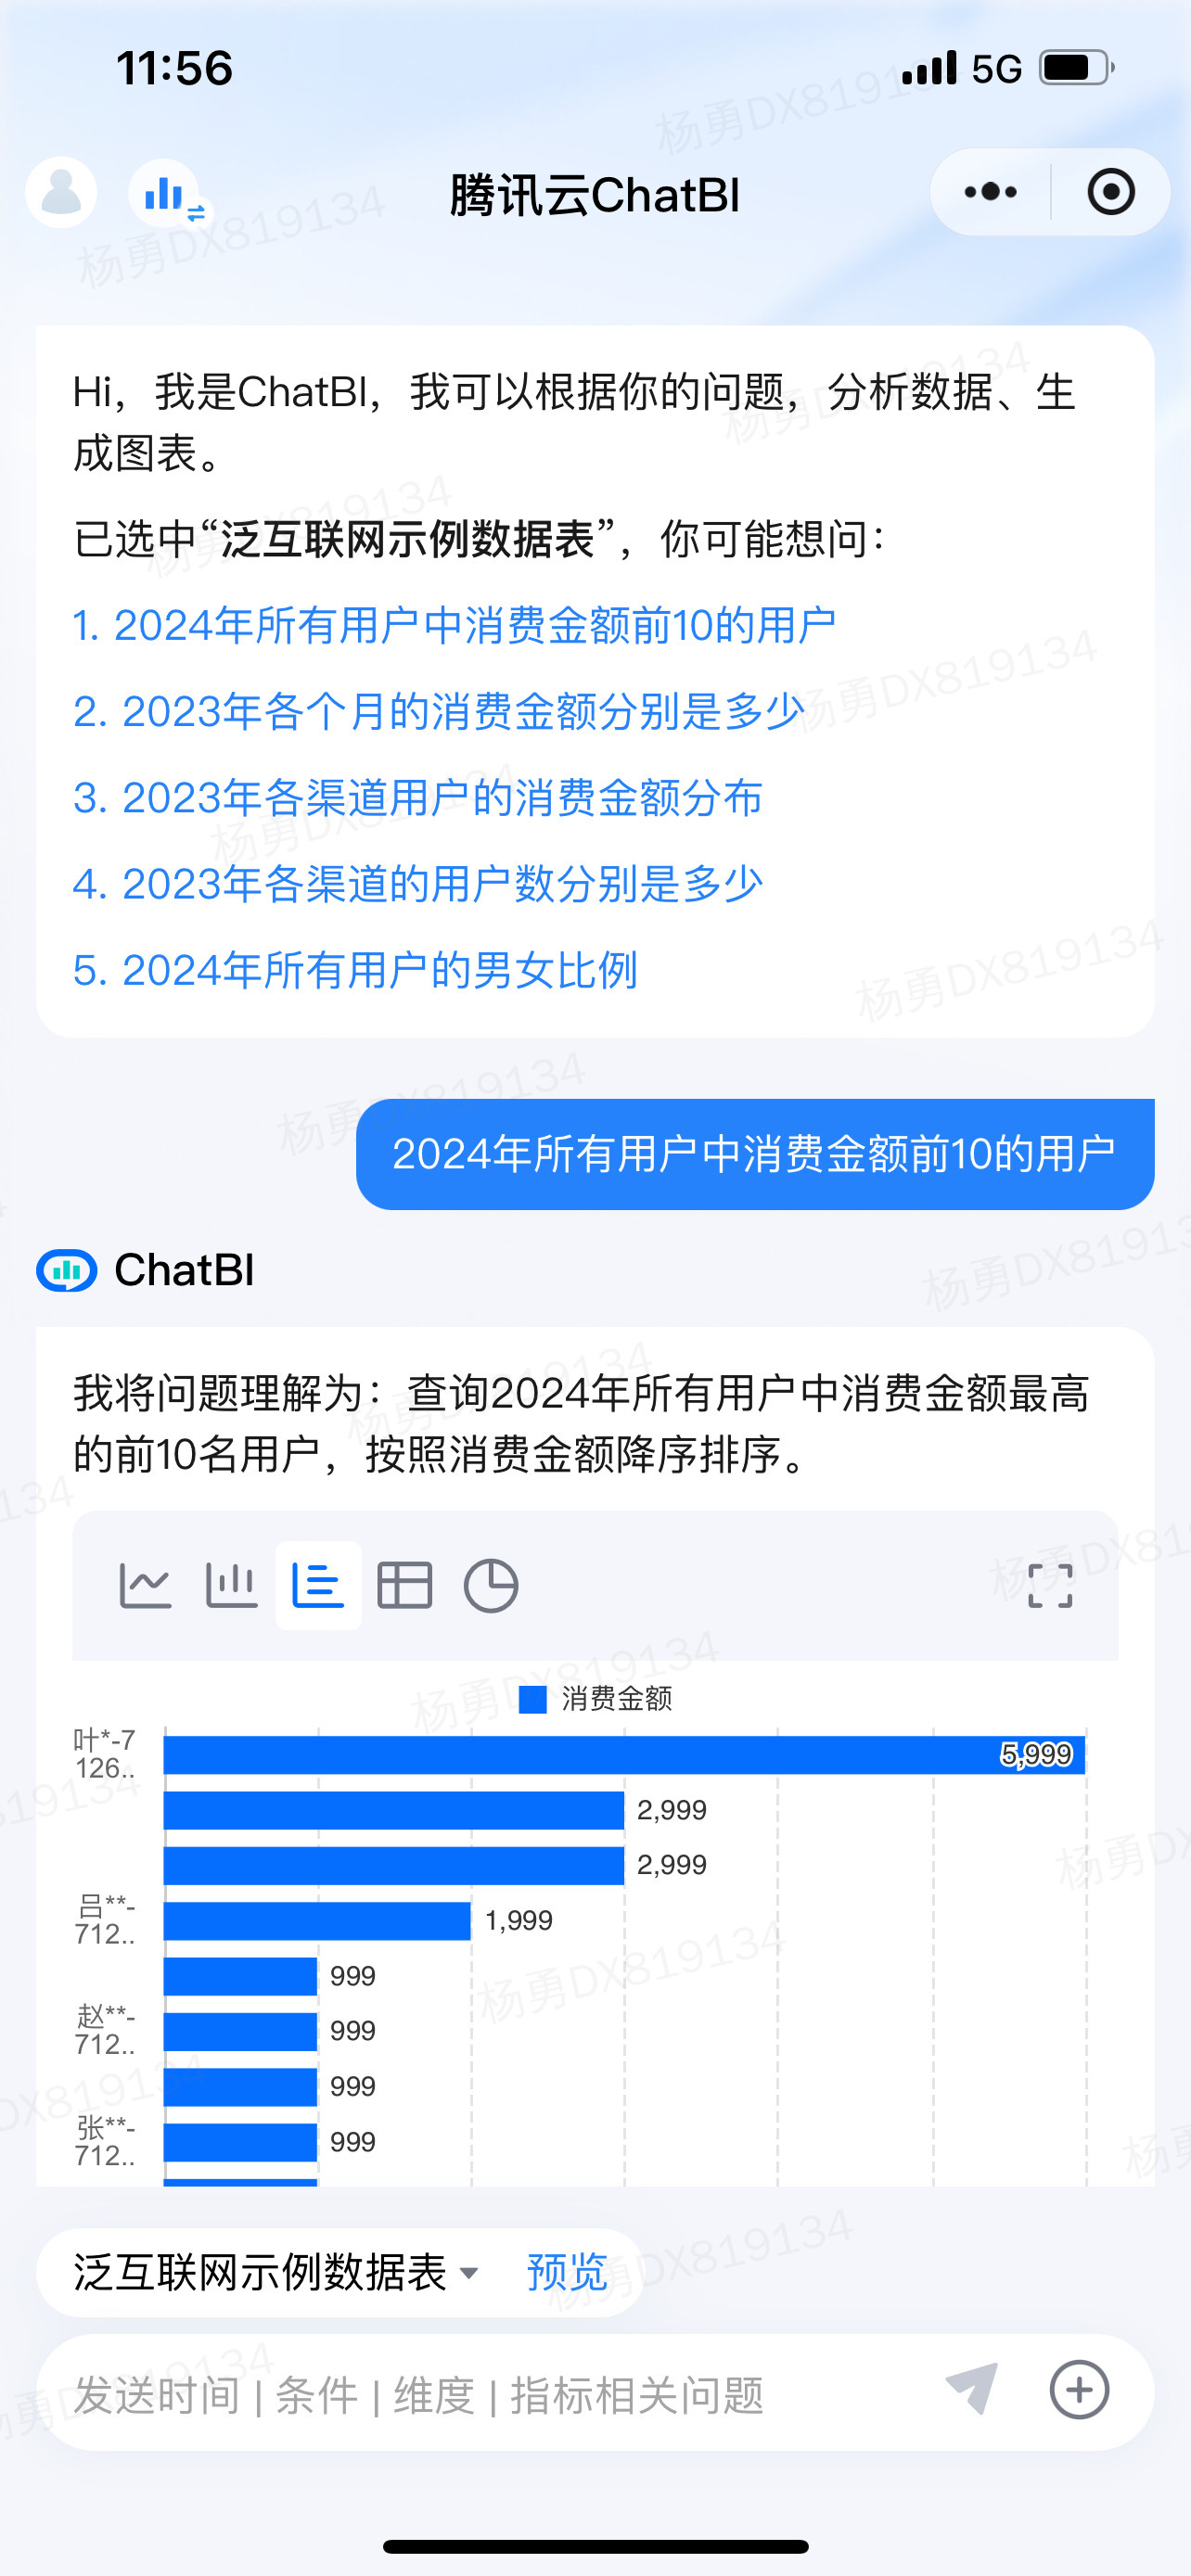 11:56
5G
腾讯云ChatBI
Hi，我是ChatBI，我可以根据你的问题，分析数据、生
成图表。
已选中“泛互联网示例数据表”，你可能想问：
1. 2024年所有用户中消费金额前10的用户
2. 2023年各个月的消费金额分别是多少
3. 2023年各渠道用户的消费金额分布
4. 2023年各渠道的用户数分别是多少
5. 2024年所有用户的男女比例
2024年所有用户中消费金额前10的用户
ChatBI
我将问题理解为：查询2024年所有用户中消费金额最高
的前10名用户，按照消费金额降序排序。
消费金额
叶*-7
126..
5,999
2,999
2,999
吕**-
712..
1,999
999
赵**-
712..
999
999
张**-
712..
999
泛互联网示例数据表
预览
发送时间 | 条件 | 维度 | 指标相关问题
杨勇DX819134